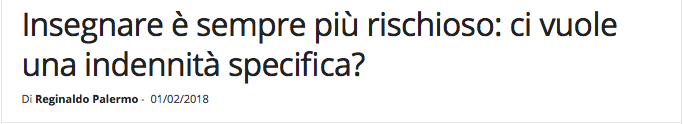 Insegnare è sempre più rischioso: ci vuole
una indennità specifica?
Di Reginaldo Palermo - 01/02/2018